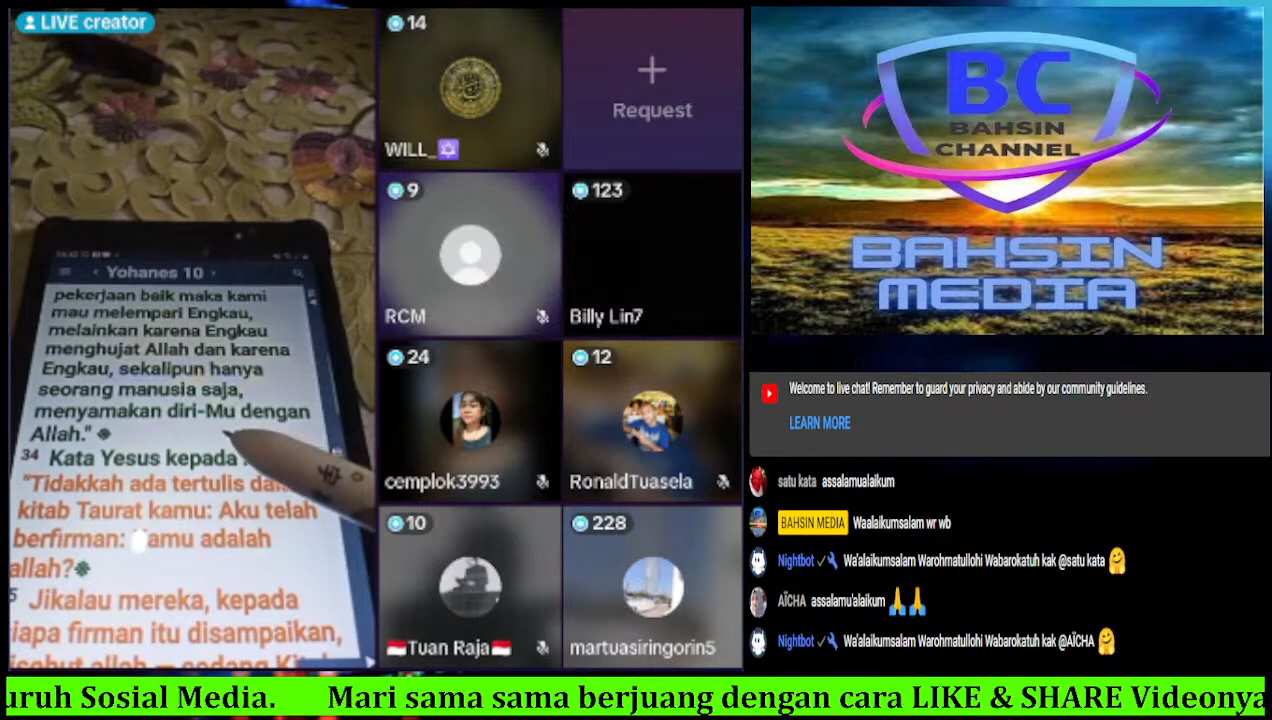 LIVE creator
Yohanes 10
pekerjaan baik maka kami
mau melempari Engkau,
melainkan karena Engkau
menghujat Allah dan karena
Engkau, sekalipun hanya
seorang manusia saja,
menyamakan diri-Mu dengan
Allah."
34 Kata Yesus kepada
"Tidakkah ada tertulis
kitab Taurat kamu: Aku telah
berfirman: amu adalah
allah?
5 Jikalau mereka, kepada
iapa firman itu disampaikan,
14
WILL_
Request
9
RCM
123
Billy Lin7
24
cemplok3993
12
RonaldTuasela
10
Tuan Raja
228
martuasiringorin5
BC
BAHSIN
CHANNEL
BAHSIN
MEDIA
Welcome to live chat! Remember to guard your privacy and abide by our community guidelines.
LEARN MORE
satu kata assalamualaikum
BAHSIN MEDIA Waalaikumsalam wr wb
Nightbot Wa'alaikumsalam Warohmatullohi Wabarokatuh kak @satu kata
AÏCHA assalamu'alaikum
Nightbot Wa'alaikumsalam Warohmatullohi Wabarokatuh kak @AÏCHA
uruh Sosial Media. Mari sama sama berjuang dengan cara LIKE & SHARE Videonya